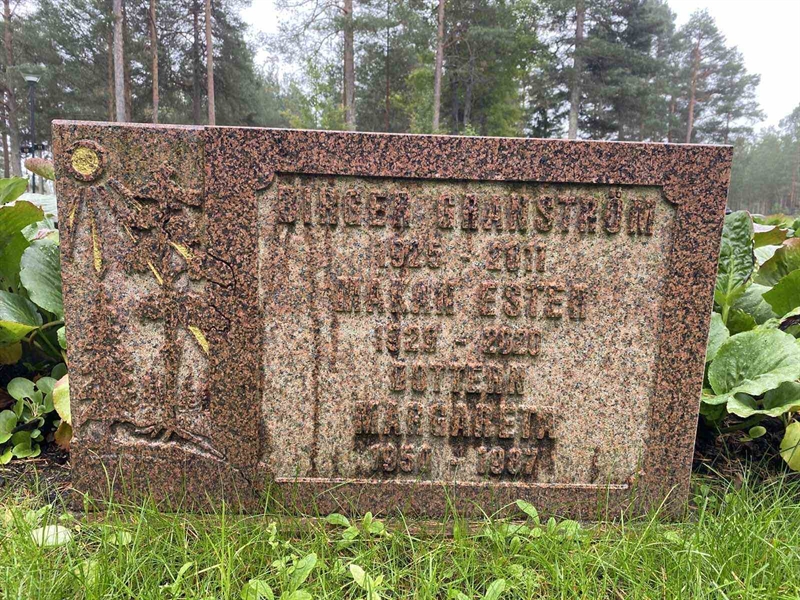 BIRGER GRANSTRÖM
1925 - 2011
MAKAN ESTER
1929 - 2020
DOTTERN
MARGARETA
1951 - 1987